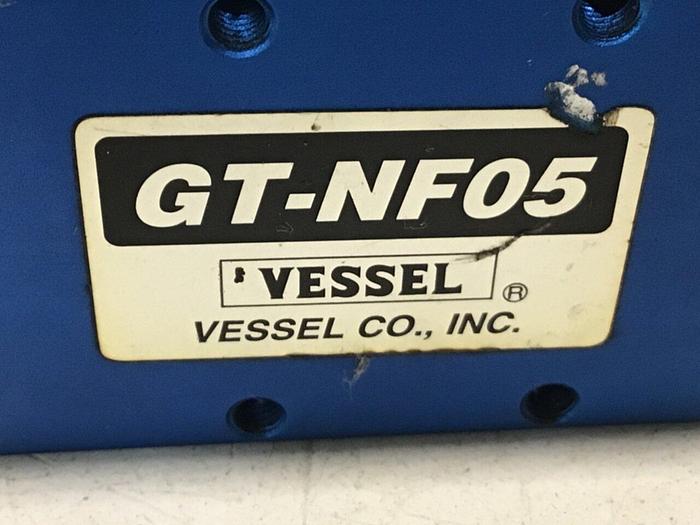 GT-NF05
VESSEL ®
VESSEL CO., INC.